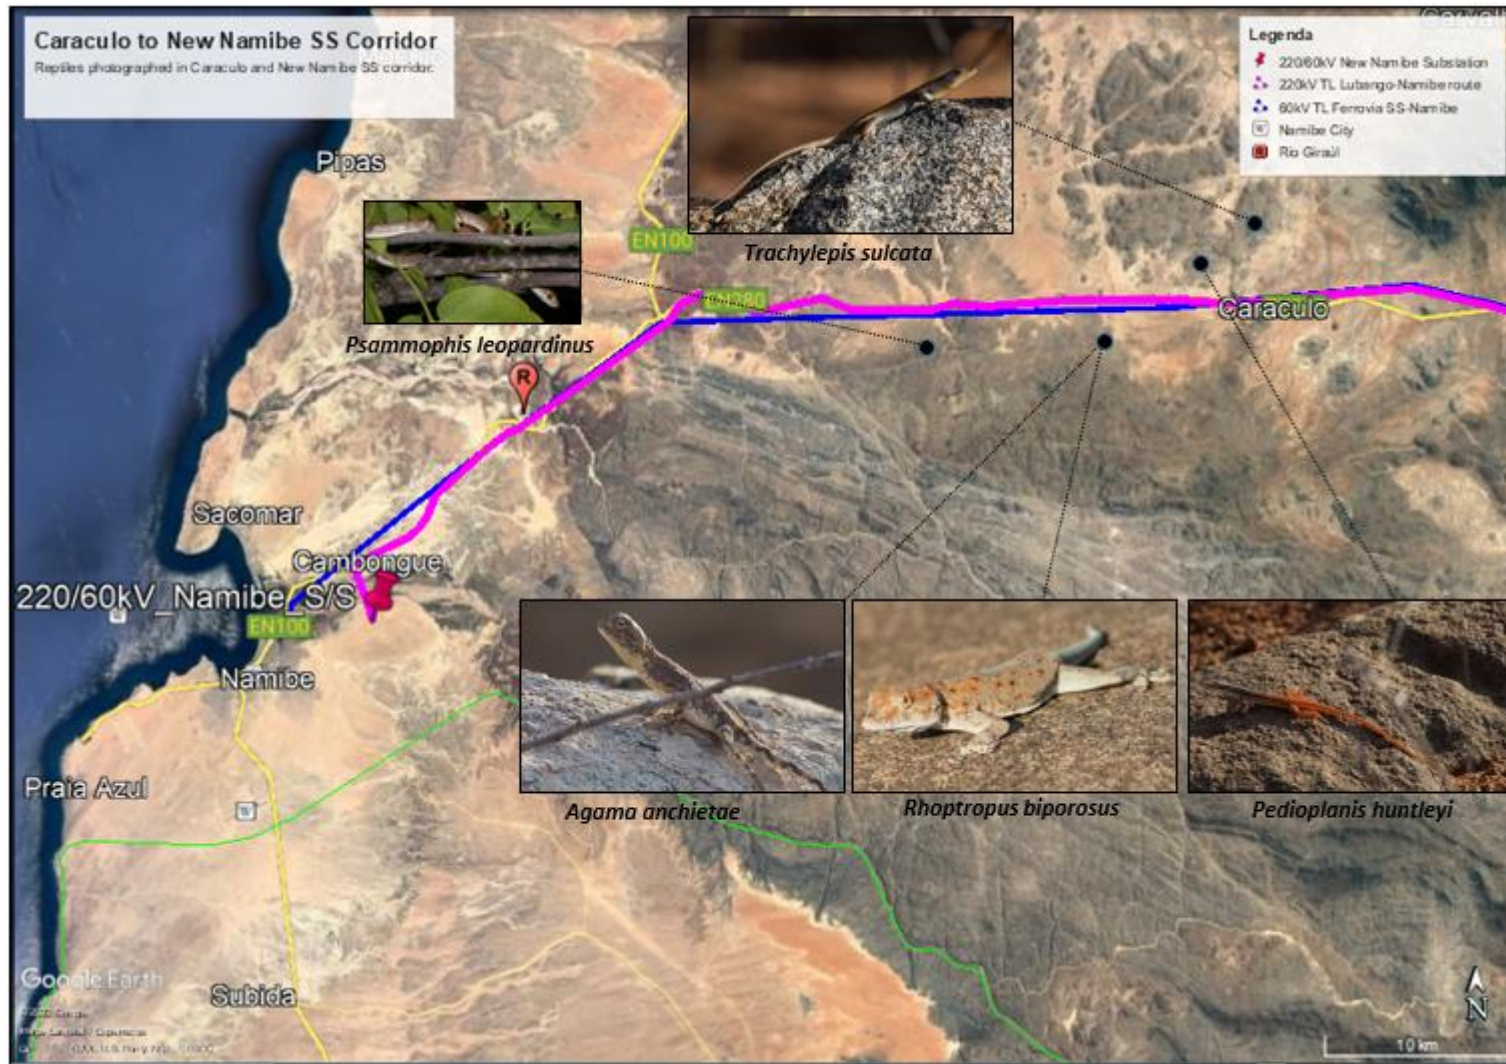 Caraculo to New Namibe SS Corridor
Reptiles photographed in Caraculo and New Namibe SS corridor.
Legenda
220/60kV New Namibe Substation
220kV TL Lubango-Namibe route
60kV TL Ferrovia SS-Namibe
Namibe City
Rio Giraúl
Pipas
EN100
Trachylepis sulcata
Psammophis leopardinus
EN280
Caraculo
R
Sacomar
Cambongue
220/60kV_Namibe_S/S
EN100
Namibe
Praia Azul
Agama anchietae
Rhoptropus biporosus
Pedioplanis huntleyi
Google Earth
Subida
N
10 km